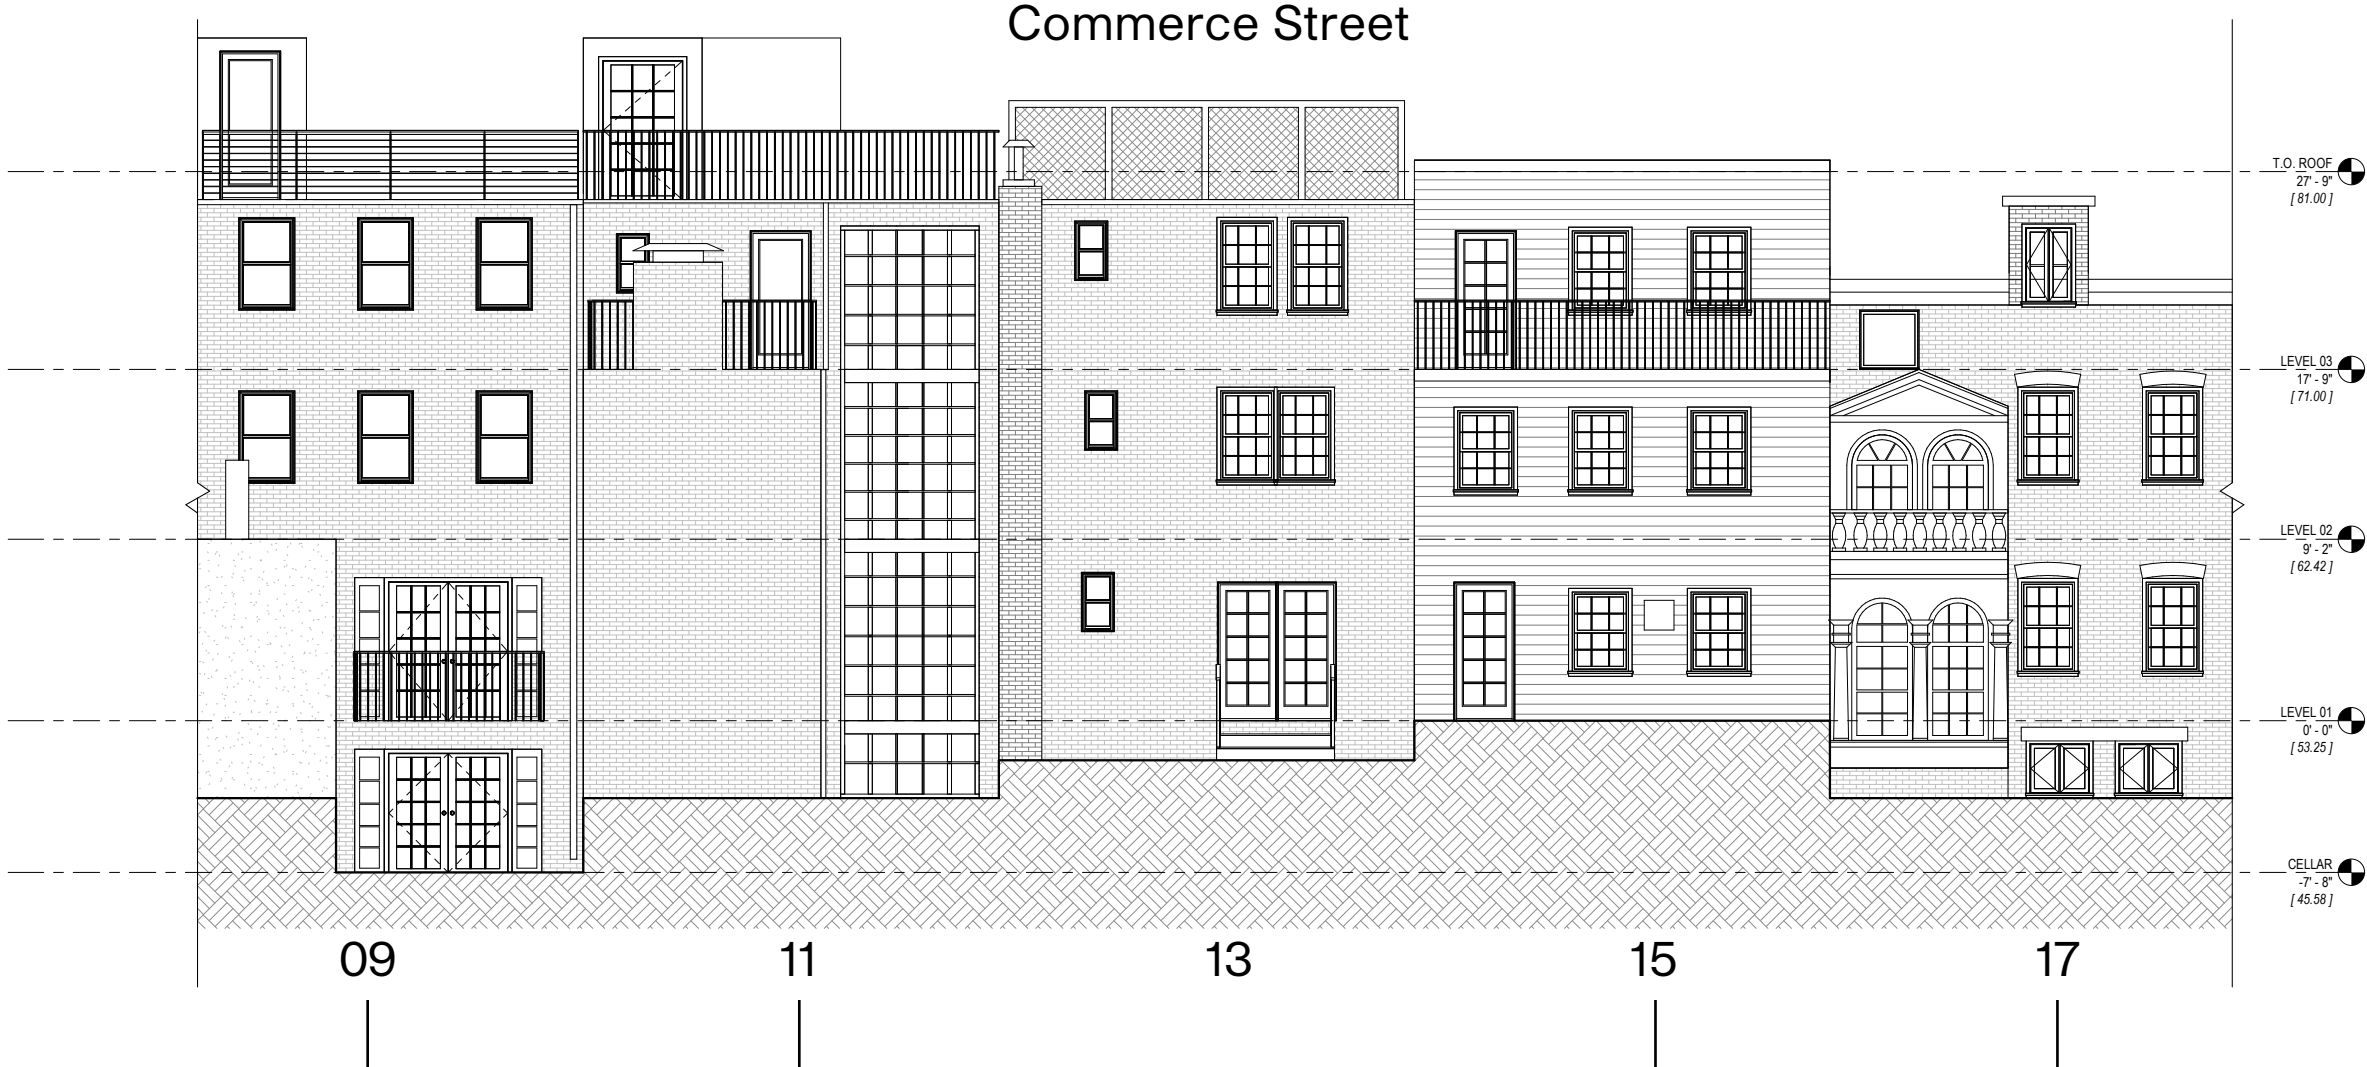 Commerce Street
T.O. ROOF
27' - 9"
[ 81.00 ]
LEVEL 03
17' - 9"
[ 71.00 ]
LEVEL 02
9' - 2"
[ 62.42 ]
LEVEL 01
0' - 0"
[ 53.25 ]
CELLAR
-7' - 8"
[ 45.58 ]
09
11
13
15
17